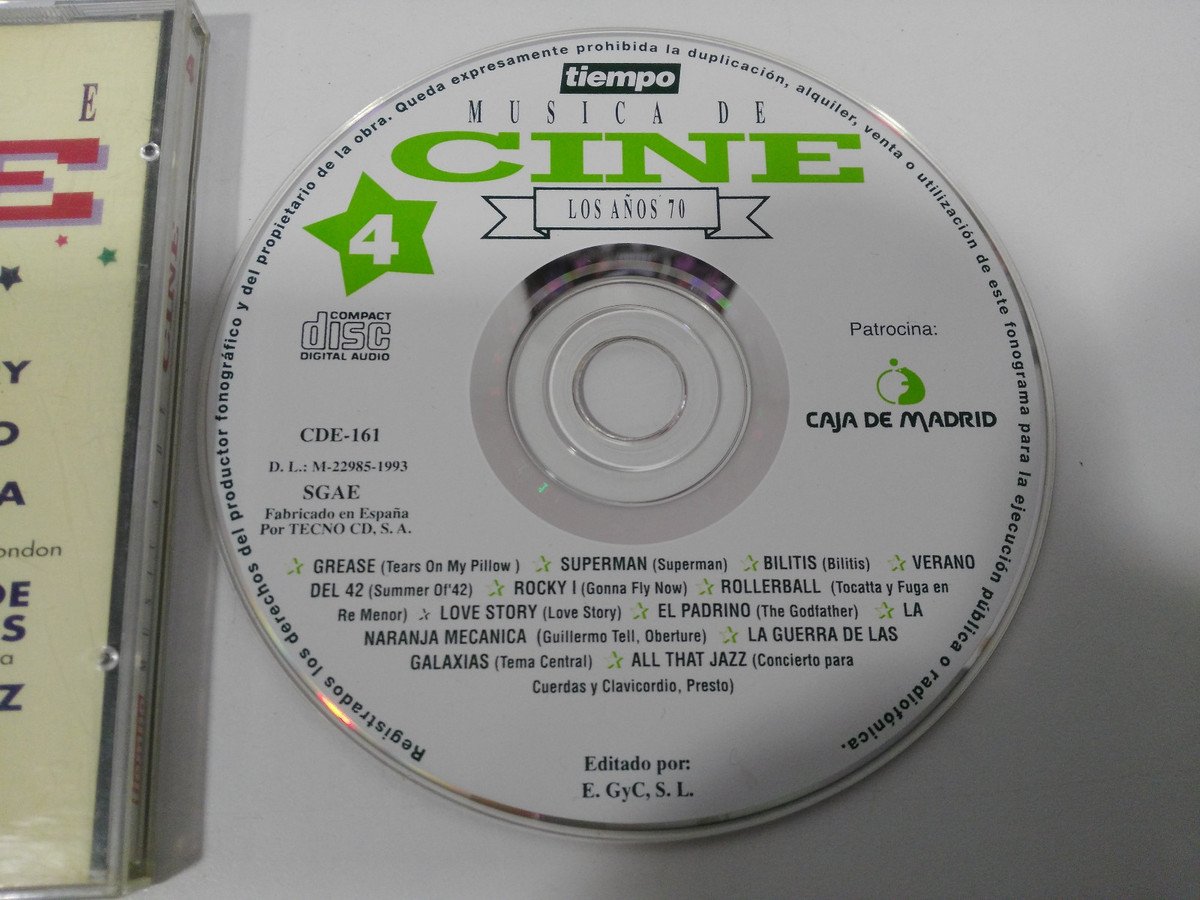 E
E
4
CINE
Y
O
A
ondon
DE
S
a
Z
Registrados los derechos del productor fonográfico y del propietario de la obra. Queda expresamente prohibida la duplicación, alquiler, venta o utilización de este fonograma para la ejecución pública o radiofónica.
tiempo
MUSICA DE
CINE
LOS AÑOS 70
4
COMPACT
disc
DIGITAL AUDIO
Patrocina:
CAJA DE MADRID
CDE-161
D. L.: M-22985-1993
SGAE
Fabricado en España
Por TECNO CD, S. A.
GREASE (Tears On My Pillow ) SUPERMAN (Superman) BILITIS (Bilitis) VERANO
DEL 42 (Summer Of'42) ROCKY I (Gonna Fly Now) ROLLERBALL (Tocatta y Fuga en
Re Menor) LOVE STORY (Love Story) EL PADRINO (The Godfather) LA
NARANJA MECANICA (Guillermo Tell, Oberture) LA GUERRA DE LAS
GALAXIAS (Tema Central) ALL THAT JAZZ (Concierto para
Cuerdas y Clavicordio, Presto)
Editado por:
E. GyC, S. L.